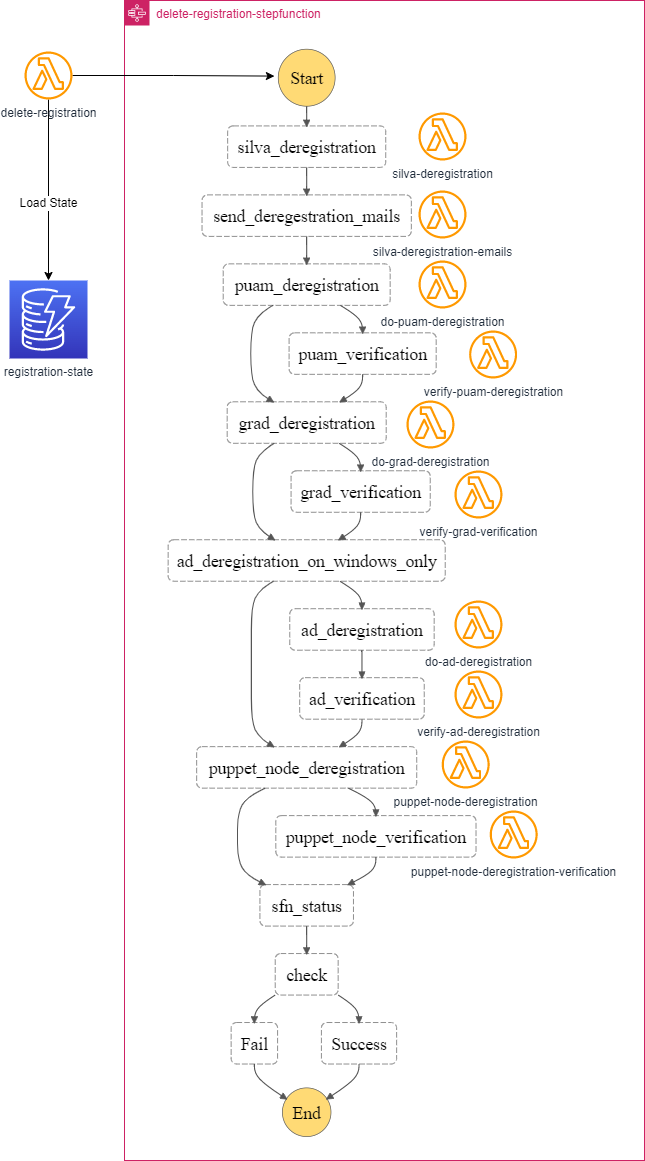 delete-registration-stepfunction
Start
delete-registration
silva_deregistration
silva-deregistration
Load State
send_deregestration_mails
silva-deregistration-emails
puam_deregistration
do-puam-deregistration
registration-state
puam_verification
verify-puam-deregistration
grad_deregistration
do-grad-deregistration
grad_verification
verify-grad-verification
ad_deregistration_on_windows_only
ad_deregistration
do-ad-deregistration
ad_verification
verify-ad-deregistration
puppet_node_deregistration
puppet-node-deregistration
puppet_node_verification
puppet-node-deregistration-verification
sfn_status
check
Fail
Success
End